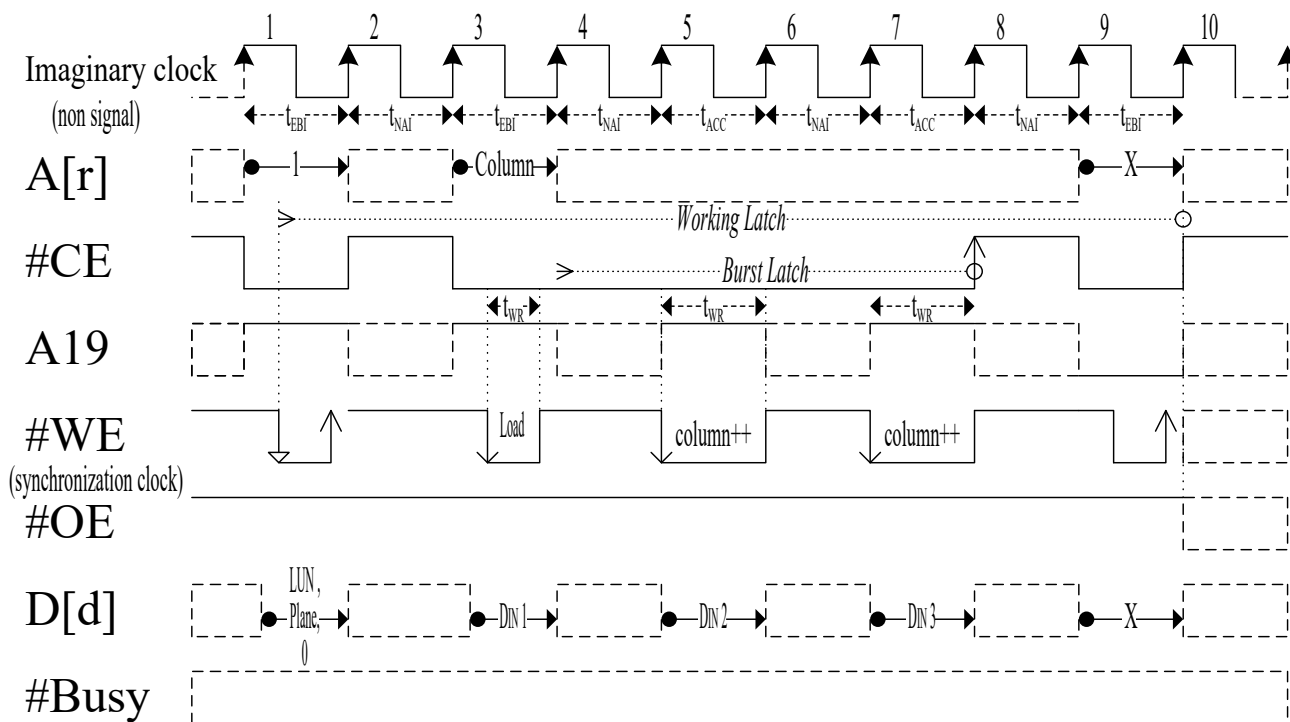 1 2 3 4 5 6 7 8 9 10
Imaginary clock
(non signal)
tEBI tNAI tEBI tNAI tACC tNAI tACC tNAI tEBI
A[r]
1 Column X
Working Latch
#CE
Burst Latch
tWR tWR tWR
A19
#WE
Load column++ column++
(synchronization clock)
#OE
D[d]
LUN ,
Plane,
0
DIN 1 DIN 2 DIN 3 X
#Busy